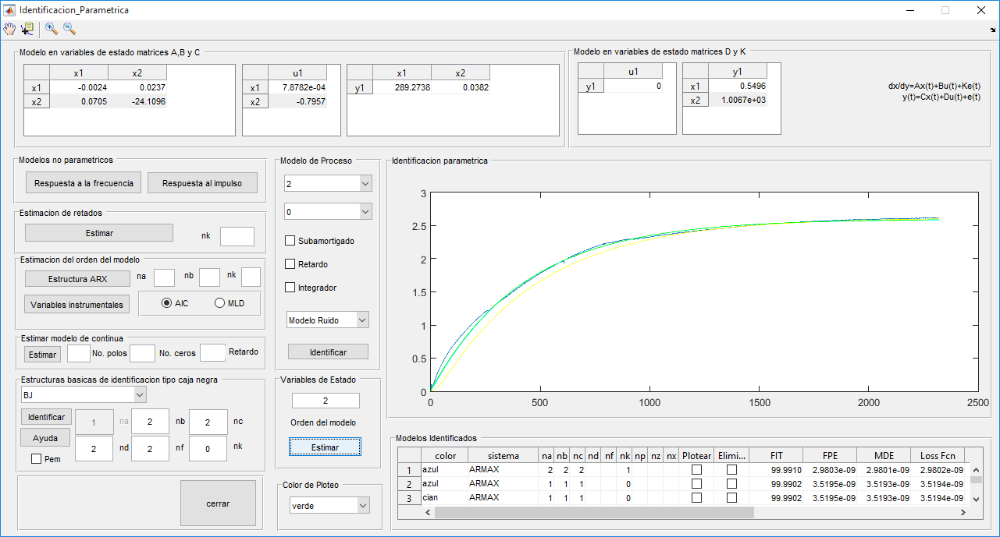 Identificacion_Parametrica
Modelo en variables de estado matrices A,B y C
x1 x2
x1 -0.0024 0.0237
x2 0.0705 -24.1096
u1
x1 7.8782e-04
x2 -0.7957
x1 x2
y1 289.2738 0.0382
Modelo en variables de estado matrices D y K
u1
y1 0
y1
x1 0.5496
x2 1.0067e+03
dx/dy=Ax(t)+Bu(t)+Ke(t)
y(t)=Cx(t)+Du(t)+e(t)
Modelos no parametricos
Respuesta a la frecuencia Respuesta al impulso
Estimacion de retados
Estimar nk
Estimacion del orden del modelo
Estructura ARX na nb nk
Variables instrumentales AIC MLD
Estimar modelo de continua
Estimar No. polos No. ceros Retardo
Estructuras basicas de identificacion tipo caja negra
BJ
Identificar 1 na 2 nb 2 nc
Ayuda 2 nd 2 nf 0 nk
Pem
cerrar
Modelo de Proceso
2
0
Subamortigado
Retardo
Integrador
Modelo Ruido
Identificar
Variables de Estado
2
Orden del modelo
Estimar
Color de Ploteo
verde
Identificacion parametrica
3
2.5
2
1.5
1
0.5
0
0 500 1000 1500 2000 2500
Modelos Identificados
color sistema na nb nc nd nf nk np nz nx Plotear Elimi... FIT FPE MDE Loss Fcn
1 azul ARMAX 2 2 2 1 99.9910 2.9803e-09 2.9801e-09 2.9802e-09
2 azul ARMAX 1 1 1 0 99.9902 3.5195e-09 3.5193e-09 3.5194e-09
3 cian ARMAX 1 1 1 0 99.9902 3.5195e-09 3.5193e-09 3.5194e-09